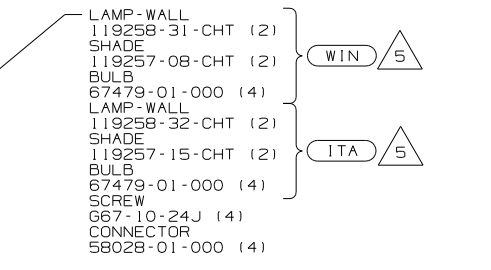 LAMP-WALL
119258-31-CHT (2)
SHADE
119257-08-CHT (2)
BULB
67479-01-000 (4)
WIN 5
LAMP-WALL
119258-32-CHT (2)
SHADE
119257-15-CHT (2)
BULB
67479-01-000 (4)
ITA 5
SCREW
G67-10-24J (4)
CONNECTOR
58028-01-000 (4)